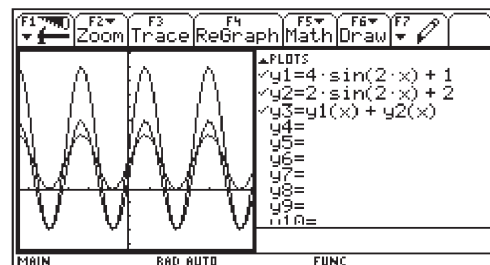 F1 F2 F3 F4 F5 F6 F7
Zoom Trace ReGraph Math Draw
PLOTS
✓y1=4·sin(2·x) + 1
✓y2=2·sin(2·x) + 2
✓y3=y1(x) + y2(x)
y4=
y5=
y6=
y7=
y8=
y9=
y10=
MAIN RAD AUTO FUNC